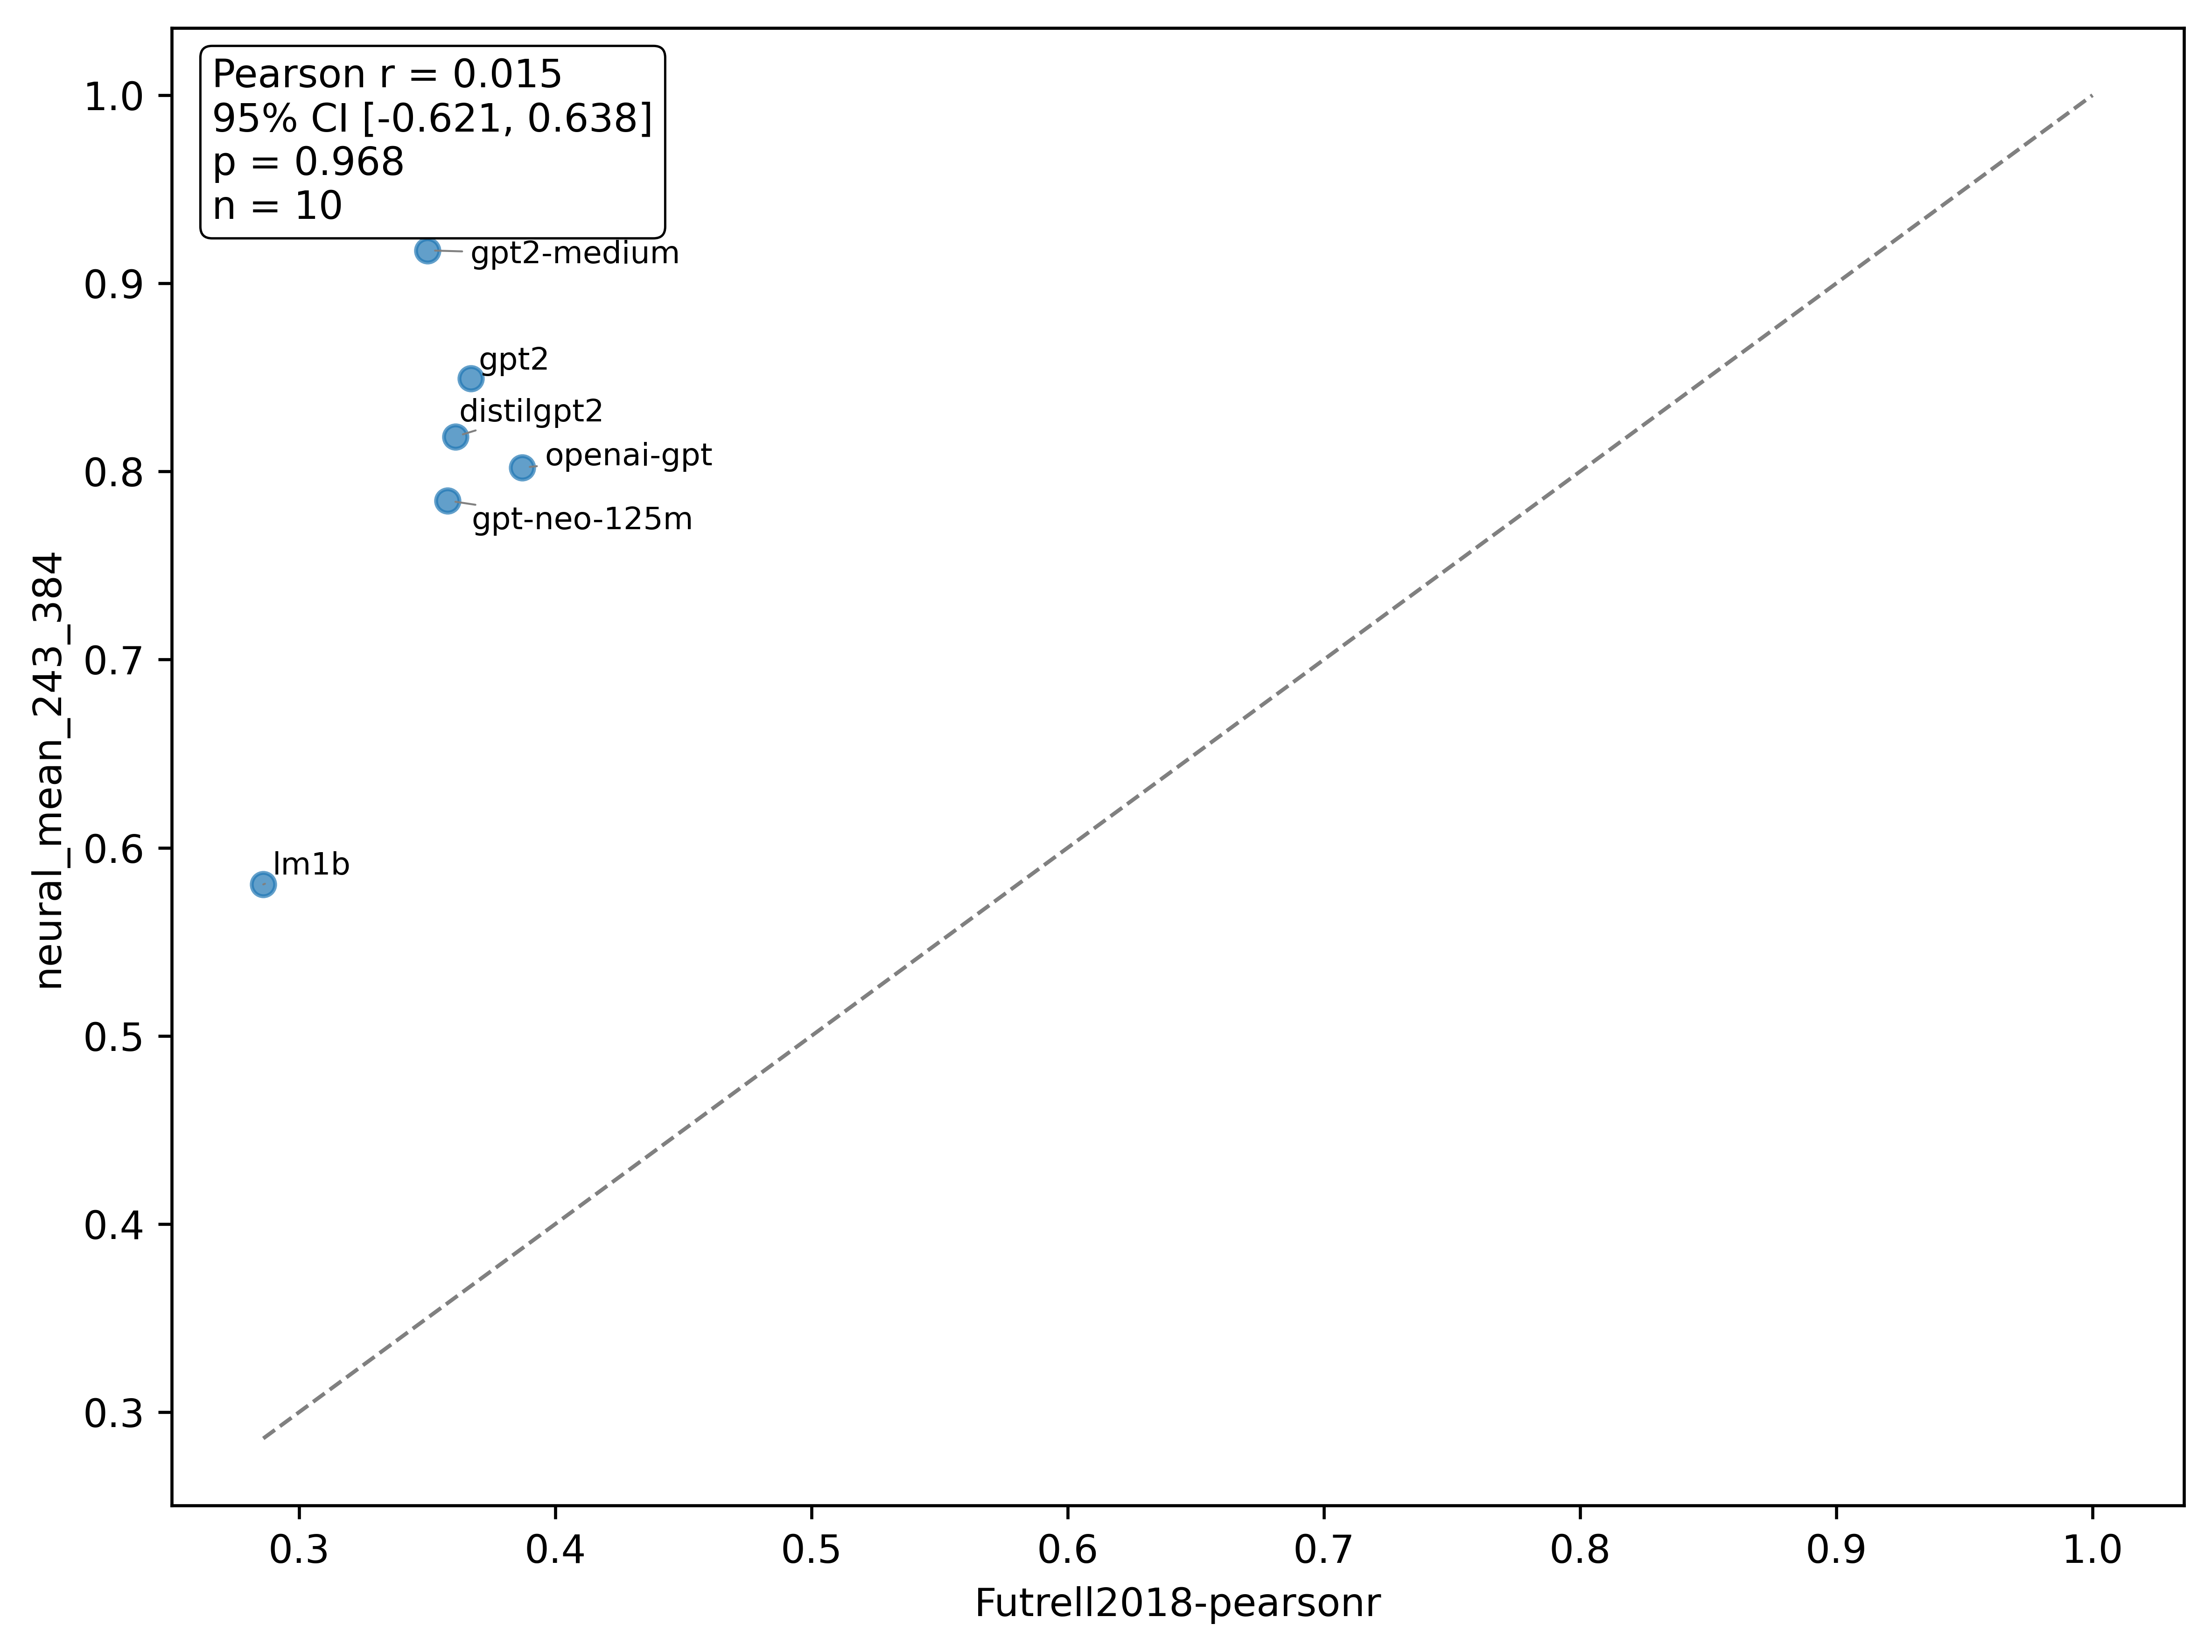 Pearson r = 0.015
95% CI [-0.621, 0.638]
p = 0.968
n = 10
gpt2-medium
gpt2
distilgpt2
openai-gpt
gpt-neo-125m
lm1b
neural_mean_243_384
1.0
0.9
0.8
0.7
0.6
0.5
0.4
0.3
0.3 0.4 0.5 0.6 0.7 0.8 0.9 1.0
Futrell2018-pearsonr